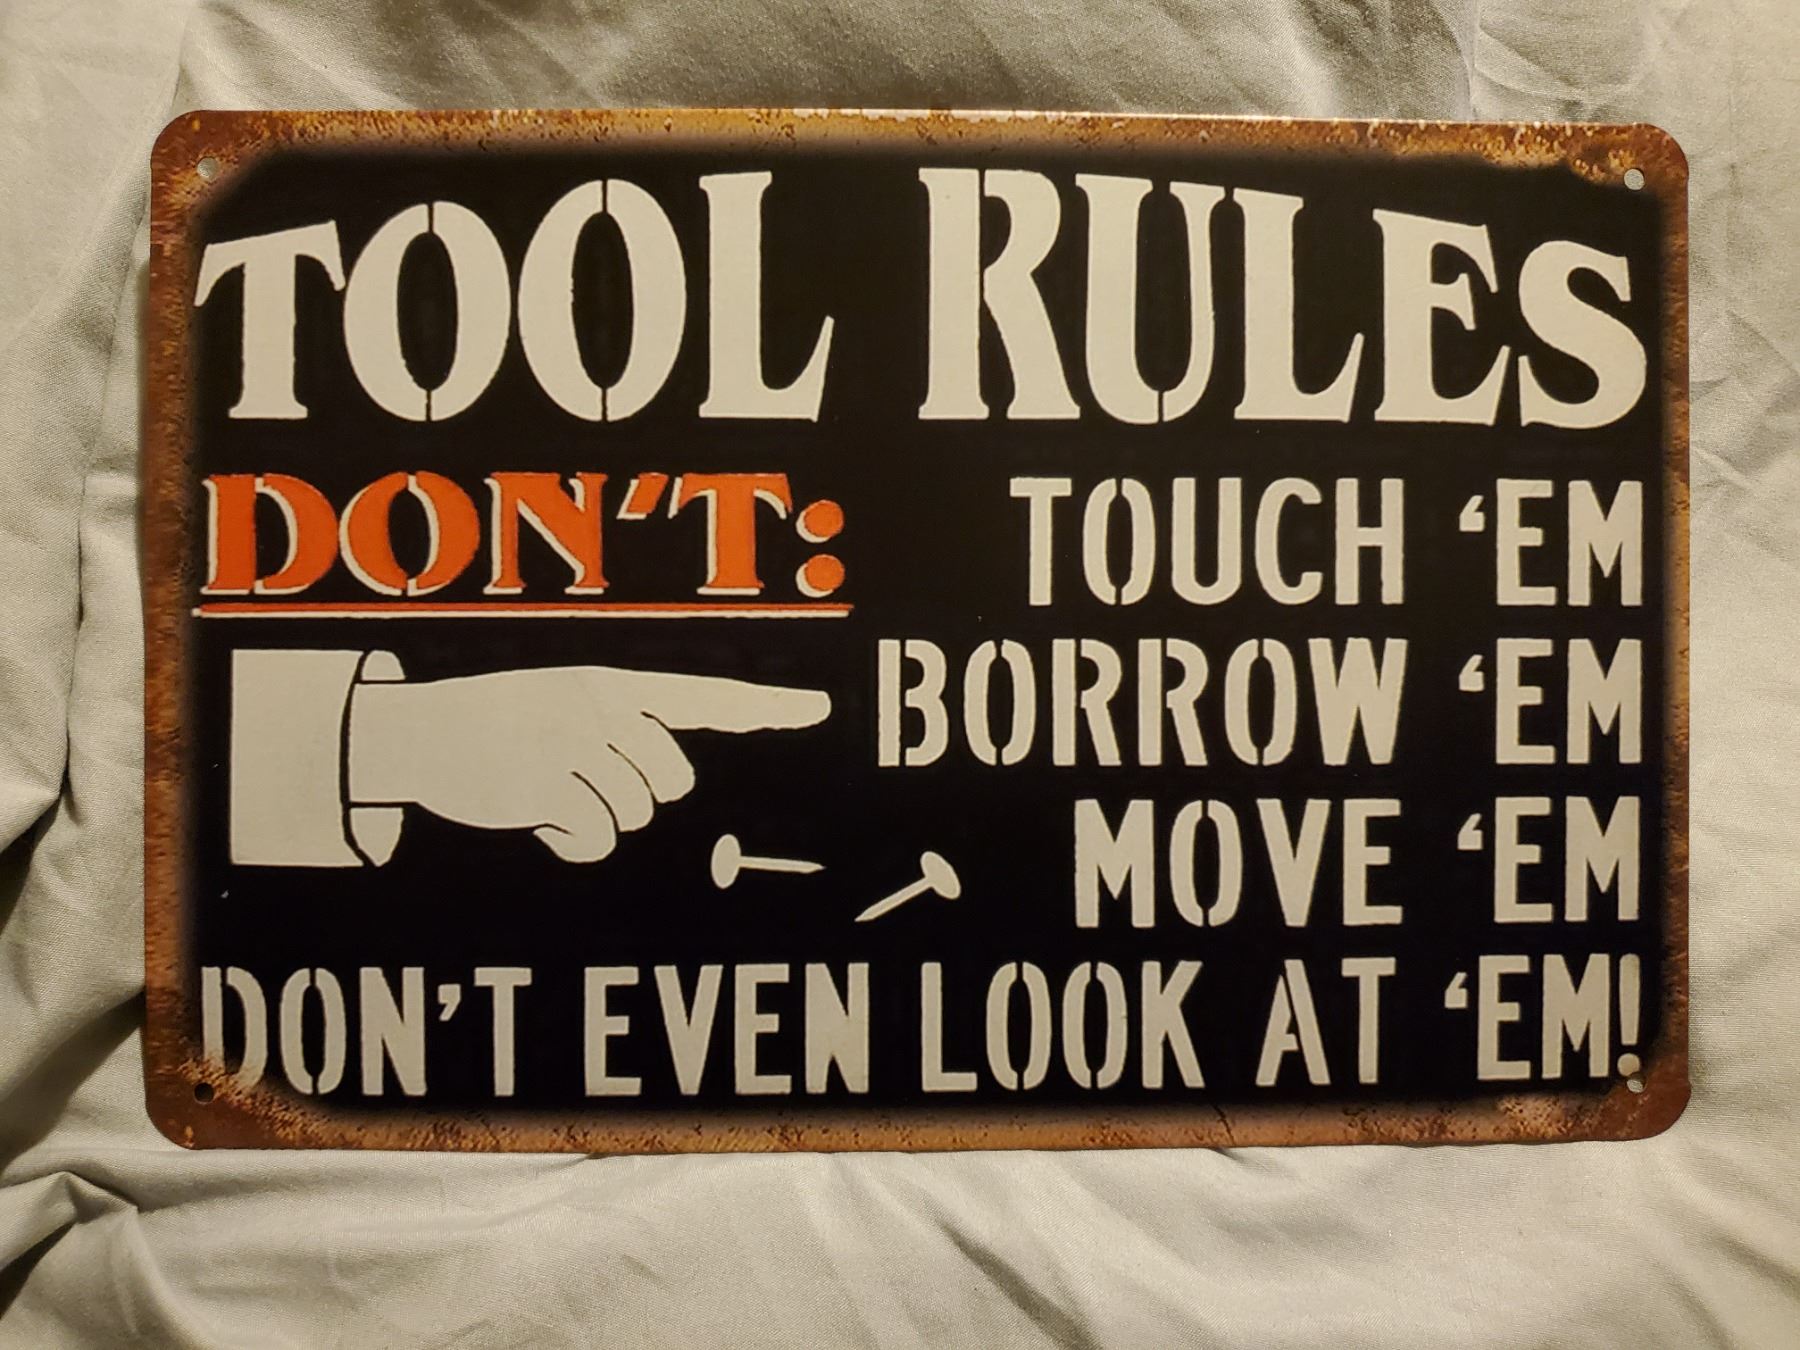 TOOL RULES
DON'T:
TOUCH ‘EM
BORROW ‘EM
MOVE ‘EM
DON’T EVEN LOOK AT ‘EM!